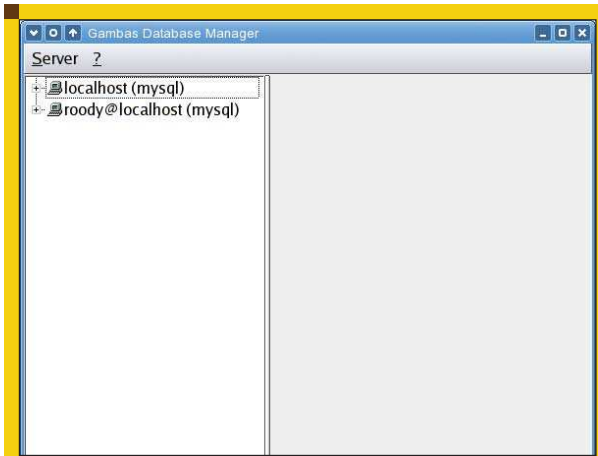 Gambas Database Manager
Server ?
localhost (mysql)
roody@localhost (mysql)